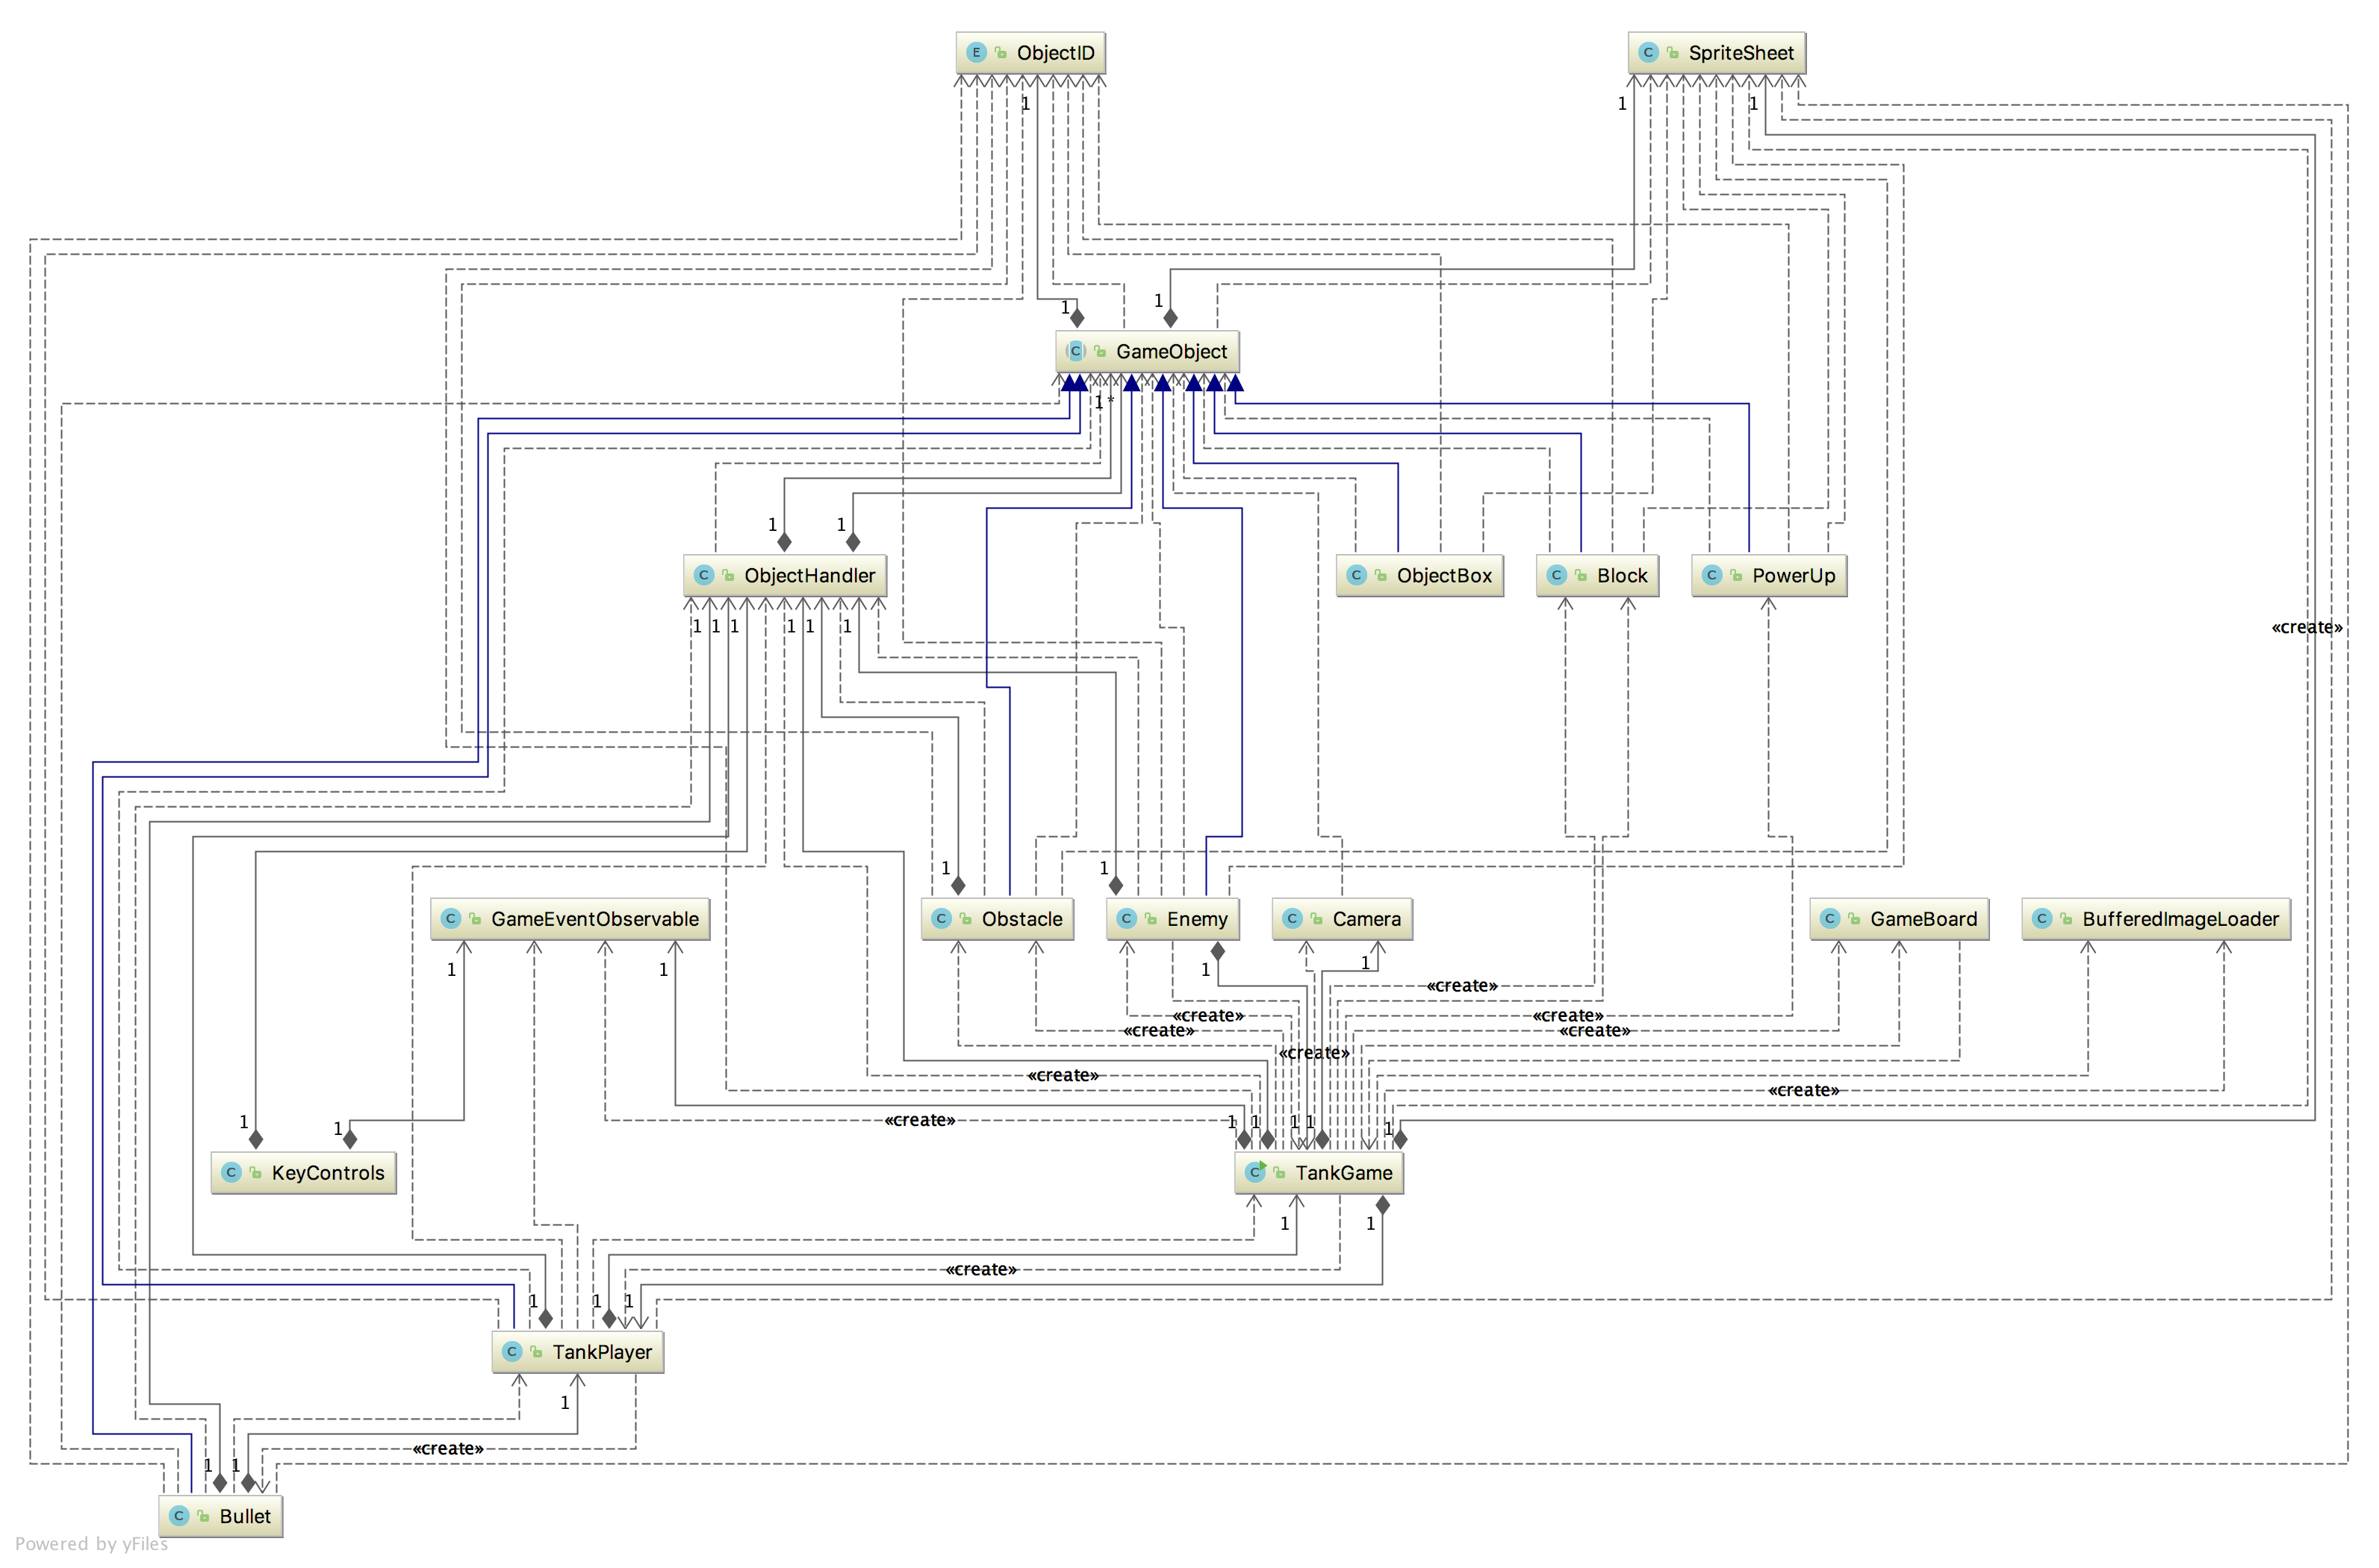 E ObjectID
C SpriteSheet
1
1
1
1
1
C GameObject
1 *
1
1
C ObjectHandler
C ObjectBox
C Block
C PowerUp
1
1
1
1
1
1
«create»
1
1
C GameEventObservable
C Obstacle
C Enemy
C Camera
C GameBoard
C BufferedImageLoader
1
1
1
1
«create»
«create»
«create»
«create»
«create»
«create»
«create»
«create»
«create»
1
1
1
1
1
1
1
C KeyControls
C TankGame
1
1
«create»
1
1
1
C TankPlayer
1
«create»
1
1
C Bullet
Powered by yFiles